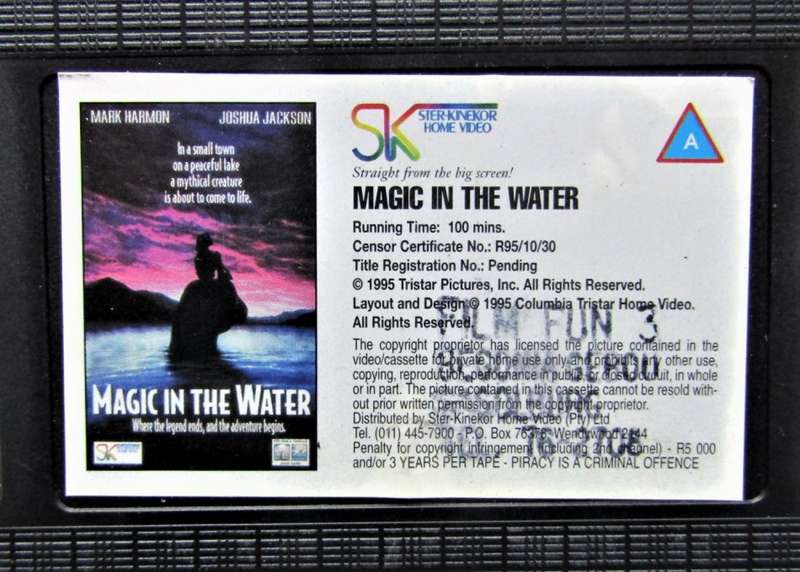 MARK HARMON JOSHUA JACKSON
In a small town
on a peaceful lake
a mythical creature
is about to come to life.
MAGIC IN THE WATER
Where the legend ends, and the adventure begins.
SK
SK STER-KINEKOR
HOME VIDEO
Straight from the big screen!
A
MAGIC IN THE WATER
Running Time: 100 mins.
Censor Certificate No.: R95/10/30
Title Registration No.: Pending
© 1995 Tristar Pictures, Inc. All Rights Reserved.
Layout and Design © 1995 Columbia Tristar Home Video.
All Rights Reserved.
FILM FUN 3
The copyright proprietor has licensed the picture contained in the
video/cassette for private home use only and prohibits any other use,
copying, reproduction, performance in public, or diffusion, in whole
or in part. The picture contained in this cassette cannot be resold with-
out prior written permission from the copyright proprietor.
Distributed by Ster-Kinekor Home Video (Pty) Ltd
Tel. (011) 445-7900 - P.O. Box Wendywood
Penalty for copyright infringement (including 2nd channel) - R5 000
and/or 3 YEARS PER TAPE - PIRACY IS A CRIMINAL OFFENCE